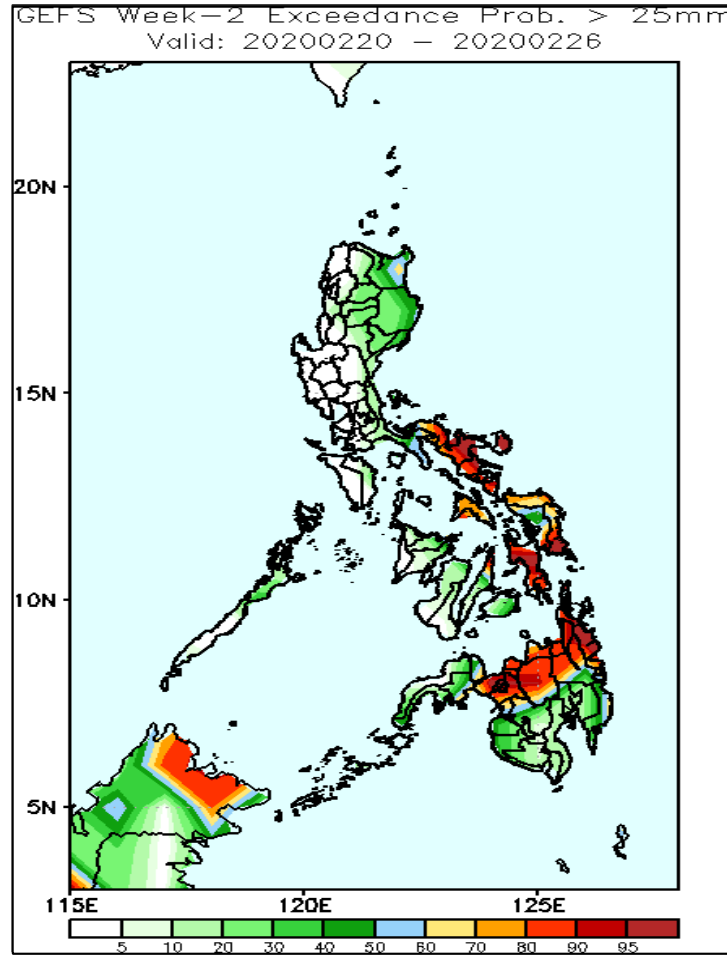 GEFS Week-2 Exceedance Prob. > 25mm
Valid: 20200220 - 20200226
20N
15N
10N
5N
115E 120E 125E
5 10 20 30 40 50 60 70 80 90 95